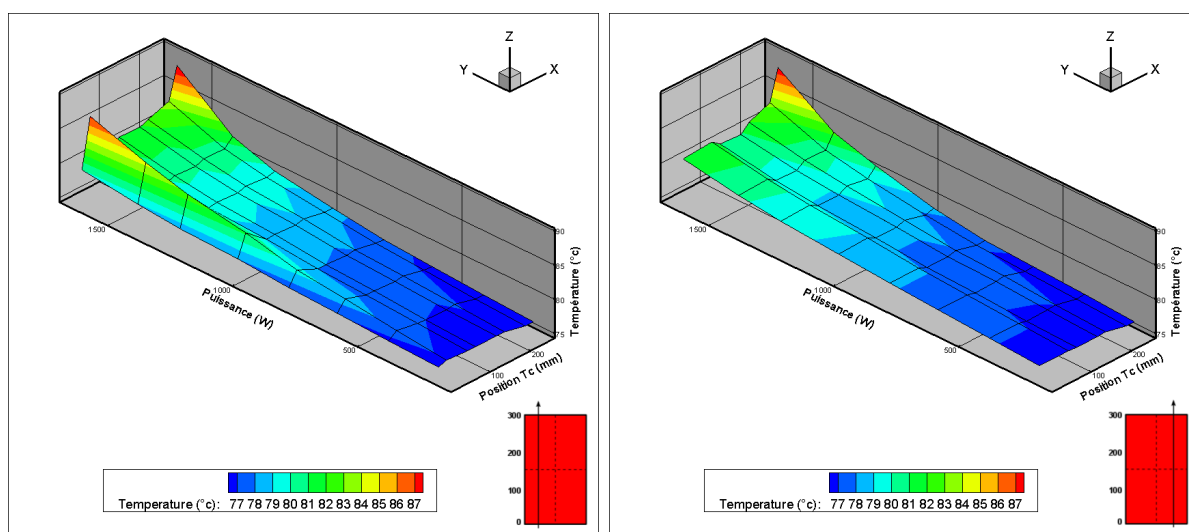 Z
Y
X
1500
1000
500
Puissance (W)
90
85
80
75
Température (°c)
200
100
Position Tc (mm)
300
200
100
0
Temperature (°c): 77 78 79 80 81 82 83 84 85 86 87
Z
Y
X
1500
1000
500
Puissance (W)
90
85
80
75
Température (°c)
200
100
Position Tc (mm)
300
200
100
0
Temperature (°c): 77 78 79 80 81 82 83 84 85 86 87